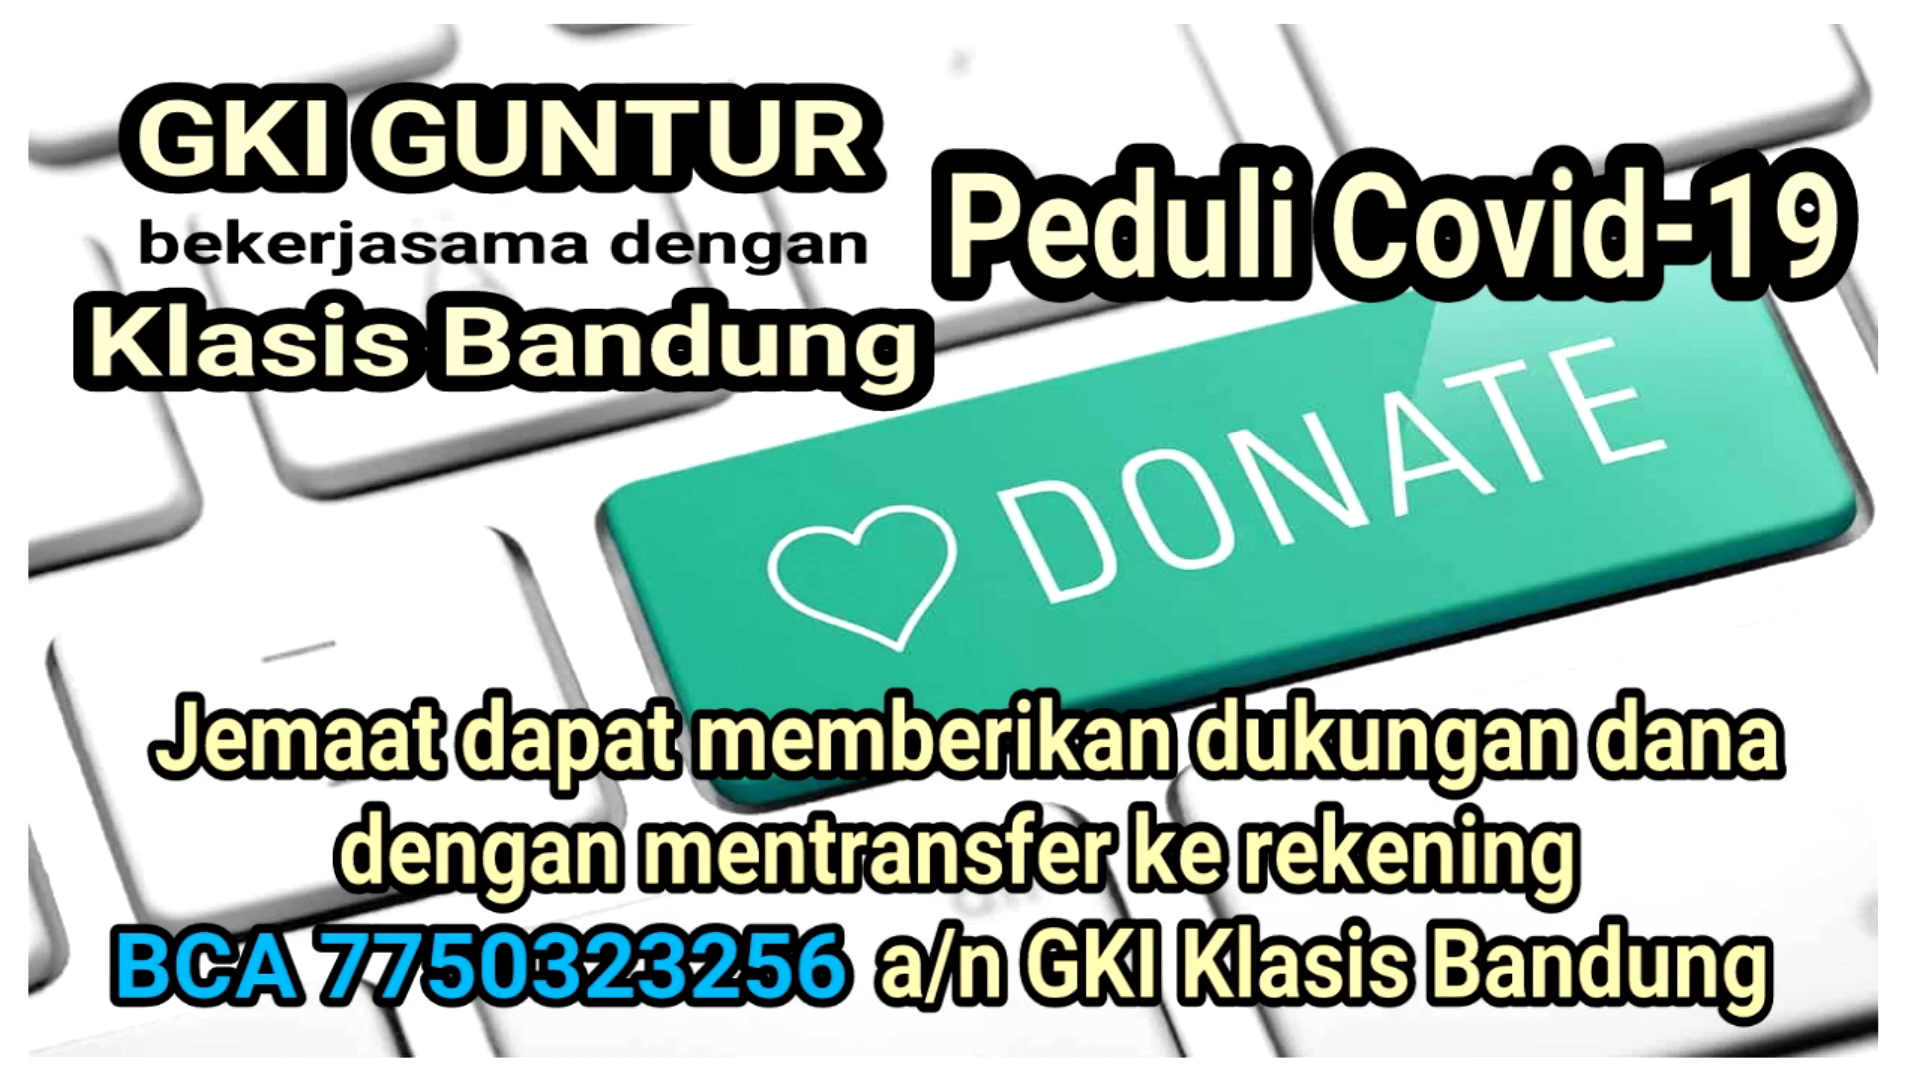 GKI GUNTUR
bekerjasama dengan
Klasis Bandung
Peduli Covid-19
DONATE
Jemaat dapat memberikan dukungan dana
dengan mentransfer ke rekening
BCA 7750323256 a/n GKI Klasis Bandung